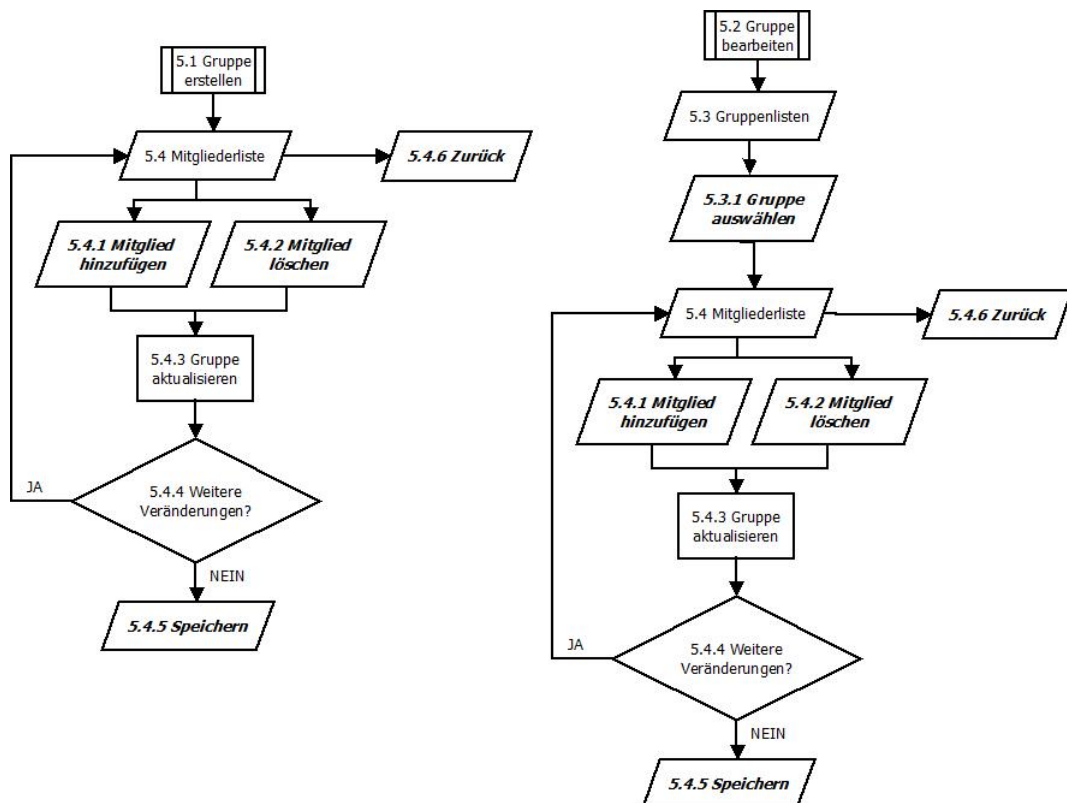 5.1 Gruppe
erstellen
5.4 Mitgliederliste
5.4.6 Zurück
5.4.1 Mitglied
hinzufügen
5.4.2 Mitglied
löschen
5.4.3 Gruppe
aktualisieren
5.4.4 Weitere
Veränderungen?
JA
NEIN
5.4.5 Speichern
5.2 Gruppe
bearbeiten
5.3 Gruppenlisten
5.3.1 Gruppe
auswählen
5.4 Mitgliederliste
5.4.6 Zurück
5.4.1 Mitglied
hinzufügen
5.4.2 Mitglied
löschen
5.4.3 Gruppe
aktualisieren
5.4.4 Weitere
Veränderungen?
JA
NEIN
5.4.5 Speichern